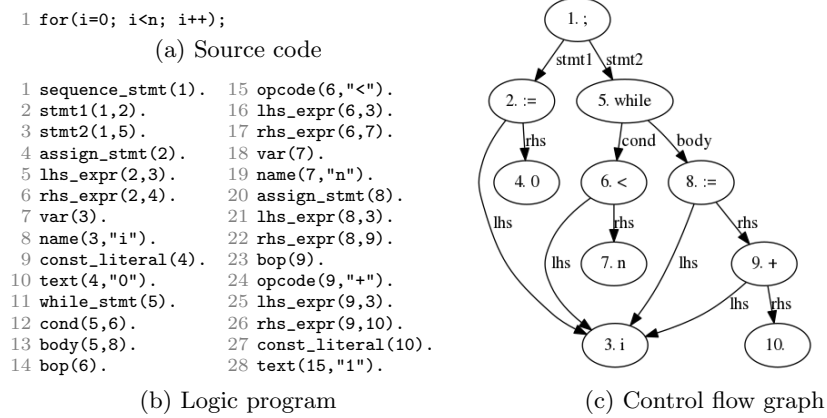 1 for(i=0; i<n; i++);
(a) Source code
1 sequence_stmt(1).
2 stmt1(1,2).
3 stmt2(1,5).
4 assign_stmt(2).
5 lhs_expr(2,3).
6 rhs_expr(2,4).
7 var(3).
8 name(3,"i").
9 const_literal(4).
10 text(4,"0").
11 while_stmt(5).
12 cond(5,6).
13 body(5,8).
14 bop(6).
15 opcode(6,"<").
16 lhs_expr(6,3).
17 rhs_expr(6,7).
18 var(7).
19 name(7,"n").
20 assign_stmt(8).
21 lhs_expr(8,3).
22 rhs_expr(8,9).
23 bop(9).
24 opcode(9,"+").
25 lhs_expr(9,3).
26 rhs_expr(9,10).
27 const_literal(10).
28 text(15,"1").
(b) Logic program
1. ;
stmt1 stmt2
2. := 5. while
rhs cond body
4. 0 6. < 8. :=
lhs rhs rhs
lhs 7. n lhs 9. +
lhs rhs
3. i 10.
(c) Control flow graph